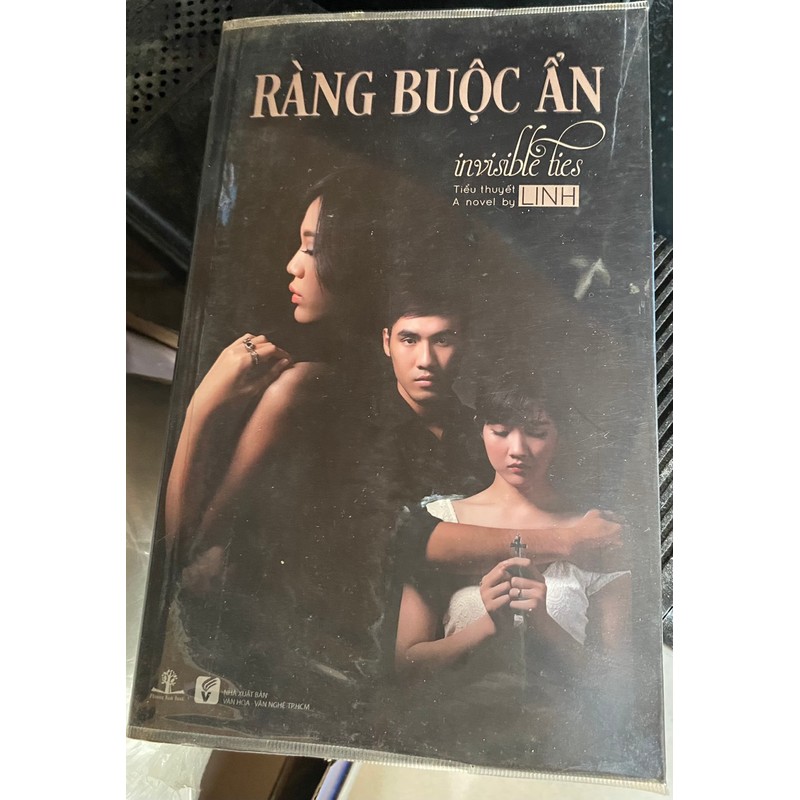 RÀNG BUỘC ẨN
invisible ties
Tiểu thuyết
A novel by LINH
NHÀ XUẤT BẢN
VĂN HÓA - VĂN NGHỆ TP.HCM